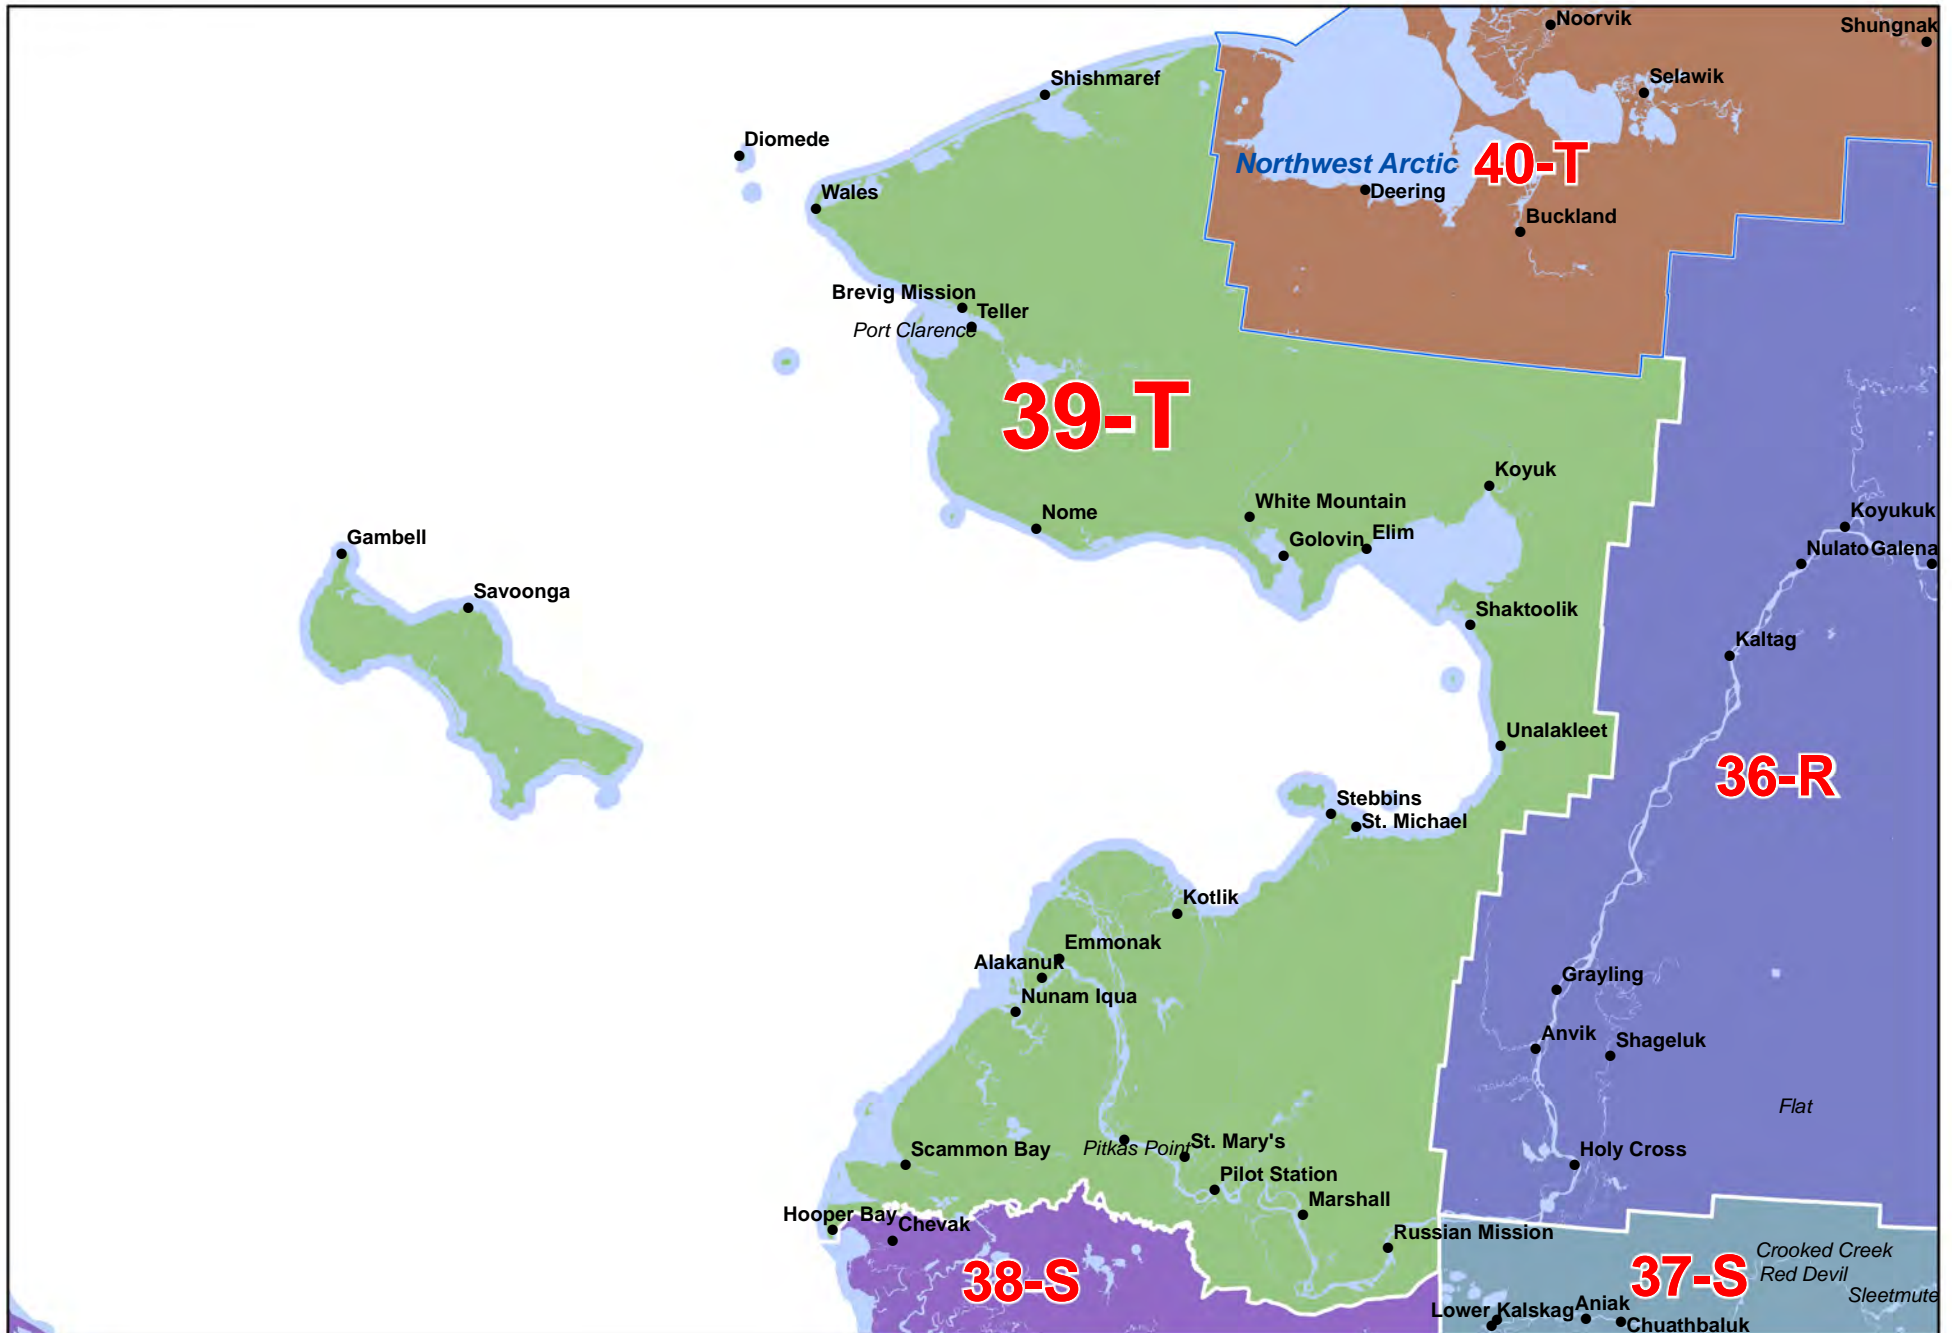 Noorvik
Shungnak
Shishmaref
Selawik
Diomede
Northwest Arctic
40-T
Wales
Deering
Buckland
Brevig Mission
Teller
Port Clarence
39-T
Koyuk
White Mountain
Nome
Koyukuk
Gambell
Golovin
Elim
Nulato
Galena
Savoonga
Shaktoolik
Kaltag
Unalakleet
36-R
Stebbins
St. Michael
Kotlik
Emmonak
Alakanuk
Nunam Iqua
Grayling
Anvik
Shageluk
Flat
Scammon Bay
Pitkas Point
St. Mary's
Holy Cross
Pilot Station
Marshall
Hooper Bay
Chevak
Russian Mission
Crooked Creek
38-S
37-S
Red Devil
Sleetmute
Lower Kalskag
Aniak
Chuathbaluk